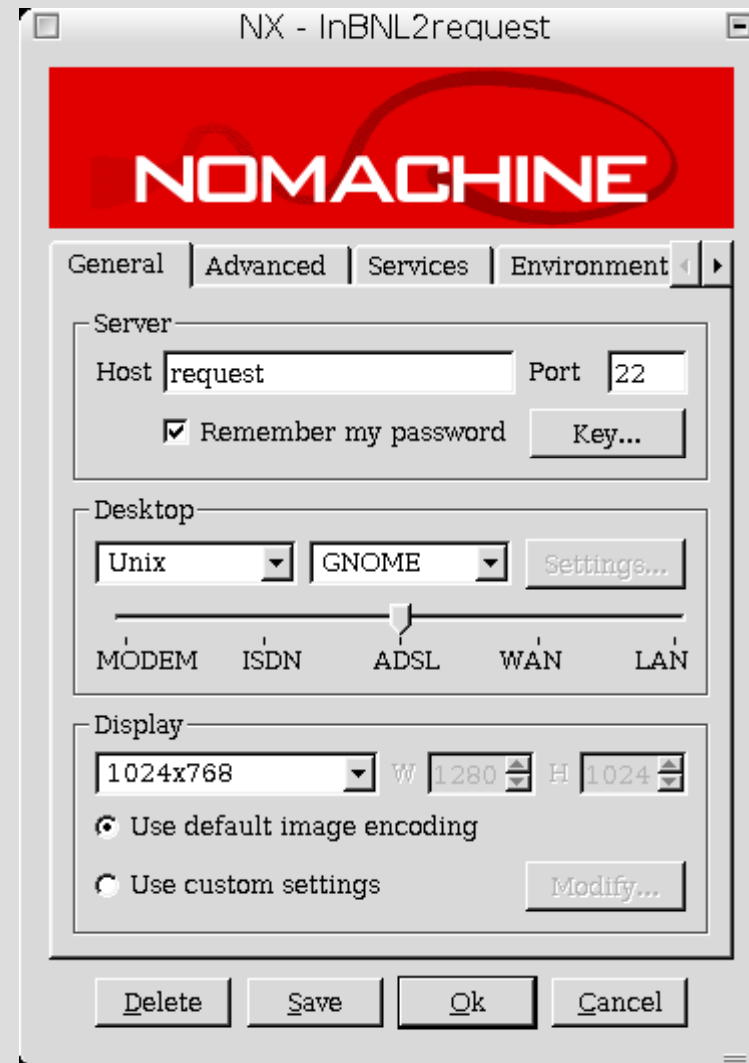 NX - InBNL2request
NOMACHINE
General Advanced Services Environment
Server
Host request Port 22
Remember my password Key...
Desktop
Unix GNOME Settings...
MODEM ISDN ADSL WAN LAN
Display
1024x768 W 1280 H 1024
Use default image encoding
Use custom settings Modify...
Delete Save Ok Cancel